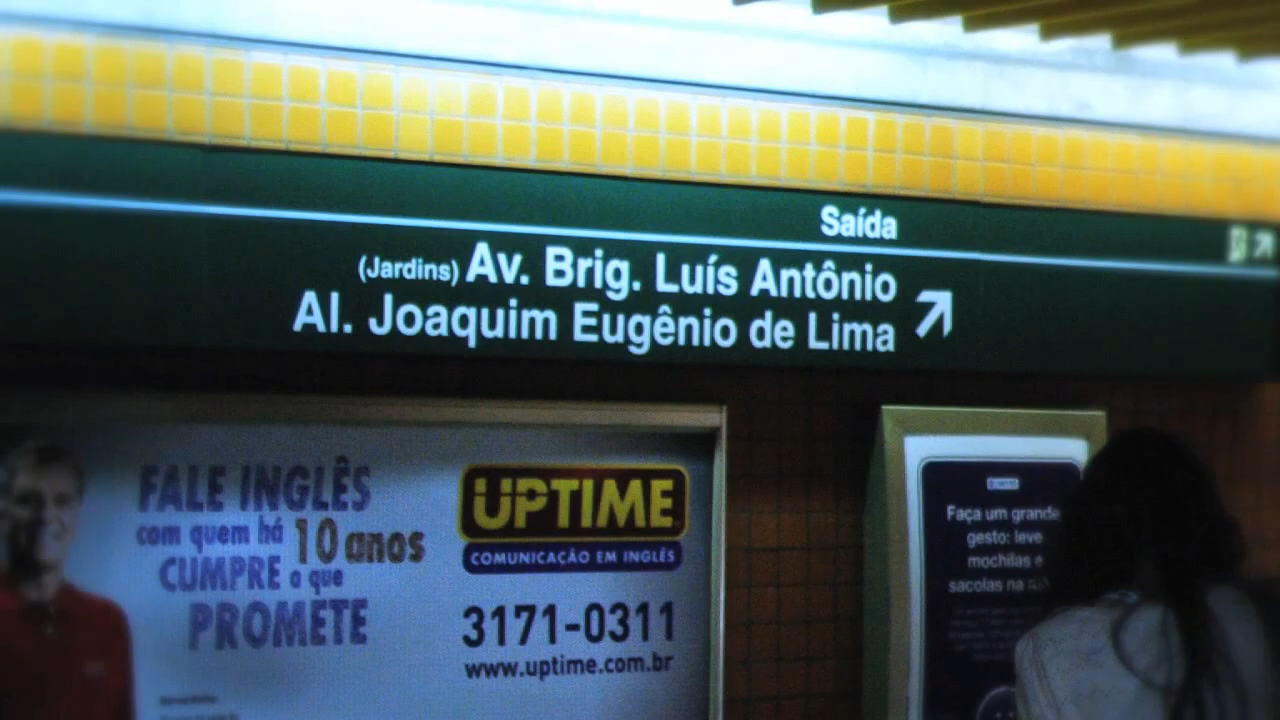 Saída
(Jardins) Av. Brig. Luís Antônio
Al. Joaquim Eugênio de Lima
FALE INGLÊS
com quem há 10 anos
CUMPRE o que
PROMETE
UPTIME
COMUNICAÇÃO EM INGLÊS
3171-0311
www.uptime.com.br
Faça um grande
gesto: leve
mochilas e
sacolas na